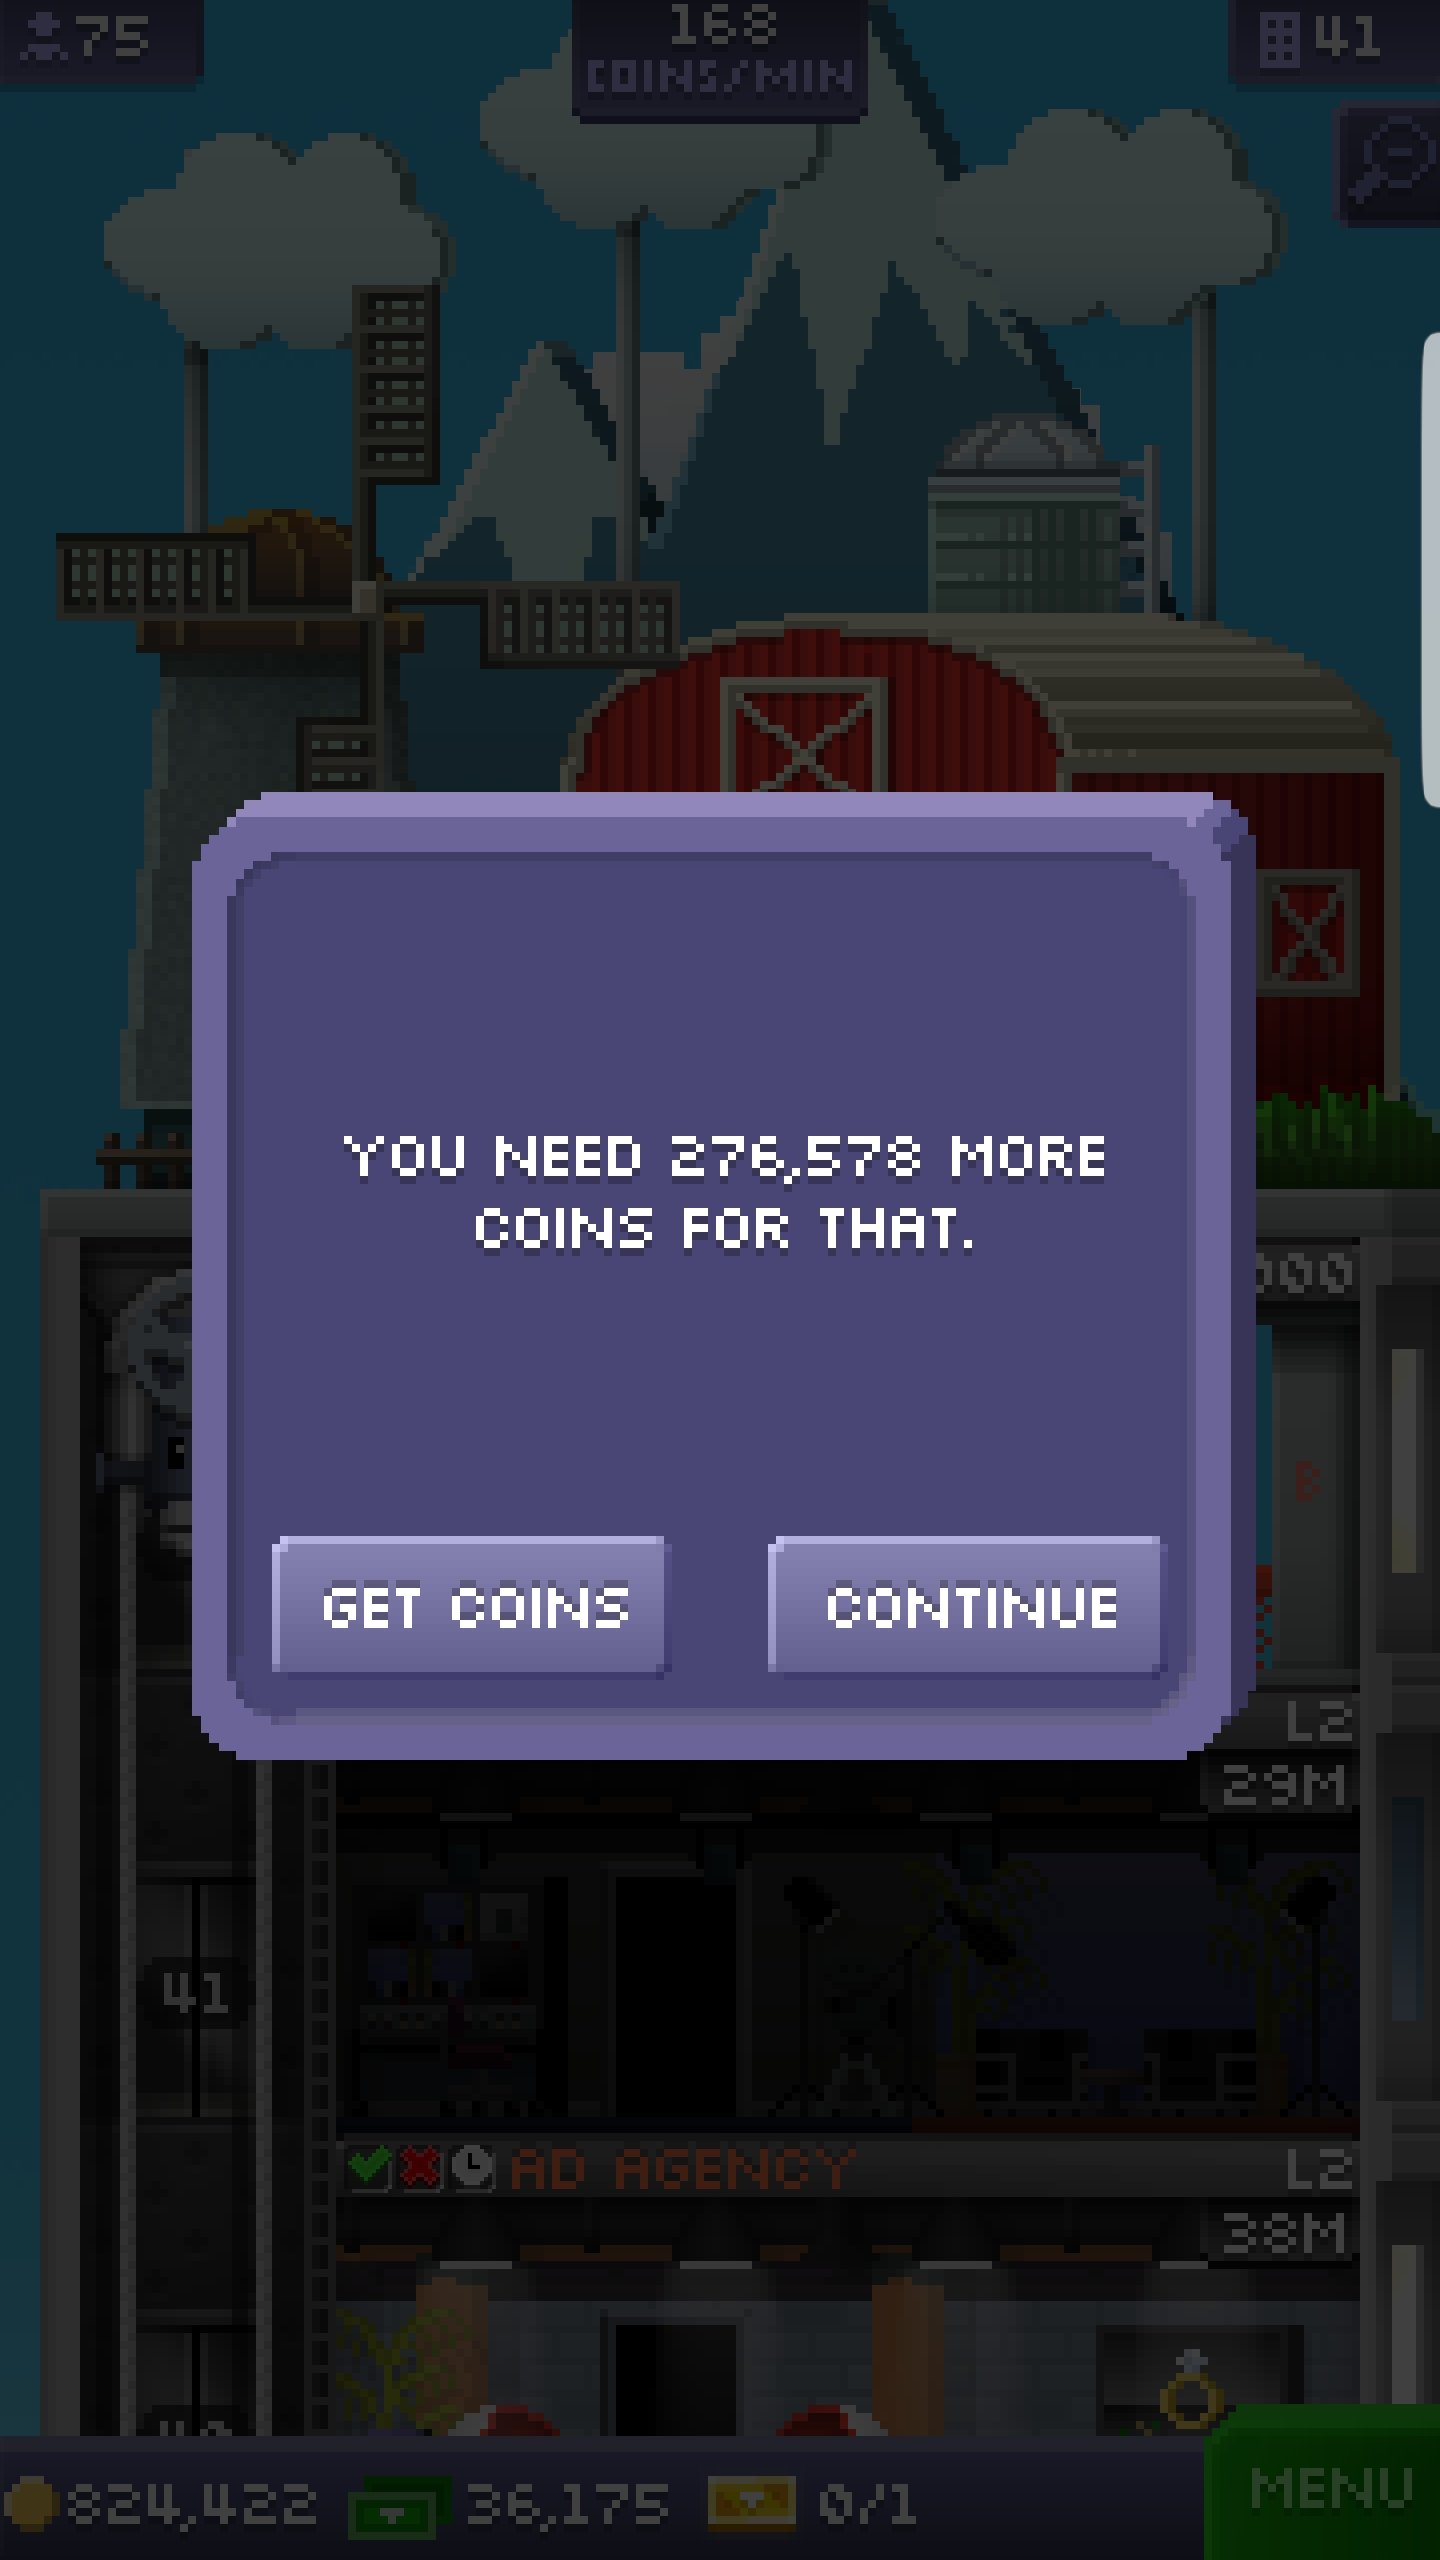 75
168
COINS/MIN
41
YOU NEED 276,578 MORE
COINS FOR THAT.
000
B
GET COINS
CONTINUE
L2
29M
41
AD AGENCY
L2
38M
824,422
36,175
0/1
MENU